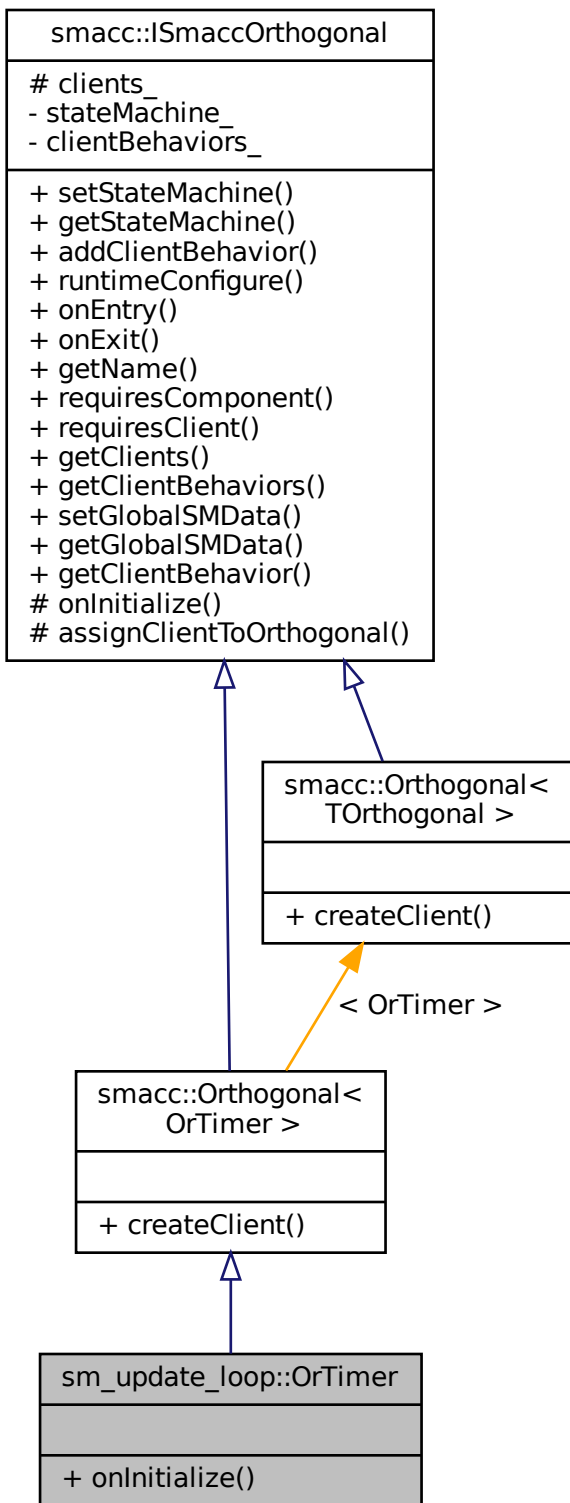 smacc::ISmaccOrthogonal
# clients_
- stateMachine_
- clientBehaviors_
+ setStateMachine()
+ getStateMachine()
+ addClientBehavior()
+ runtimeConfigure()
+ onEntry()
+ onExit()
+ getName()
+ requiresComponent()
+ requiresClient()
+ getClients()
+ getClientBehaviors()
+ setGlobalSMData()
+ getGlobalSMData()
+ getClientBehavior()
# onInitialize()
# assignClientToOrthogonal()
smacc::Orthogonal<
TOrthogonal >
+ createClient()
< OrTimer >
smacc::Orthogonal<
OrTimer >
+ createClient()
sm_update_loop::OrTimer
+ onInitialize()